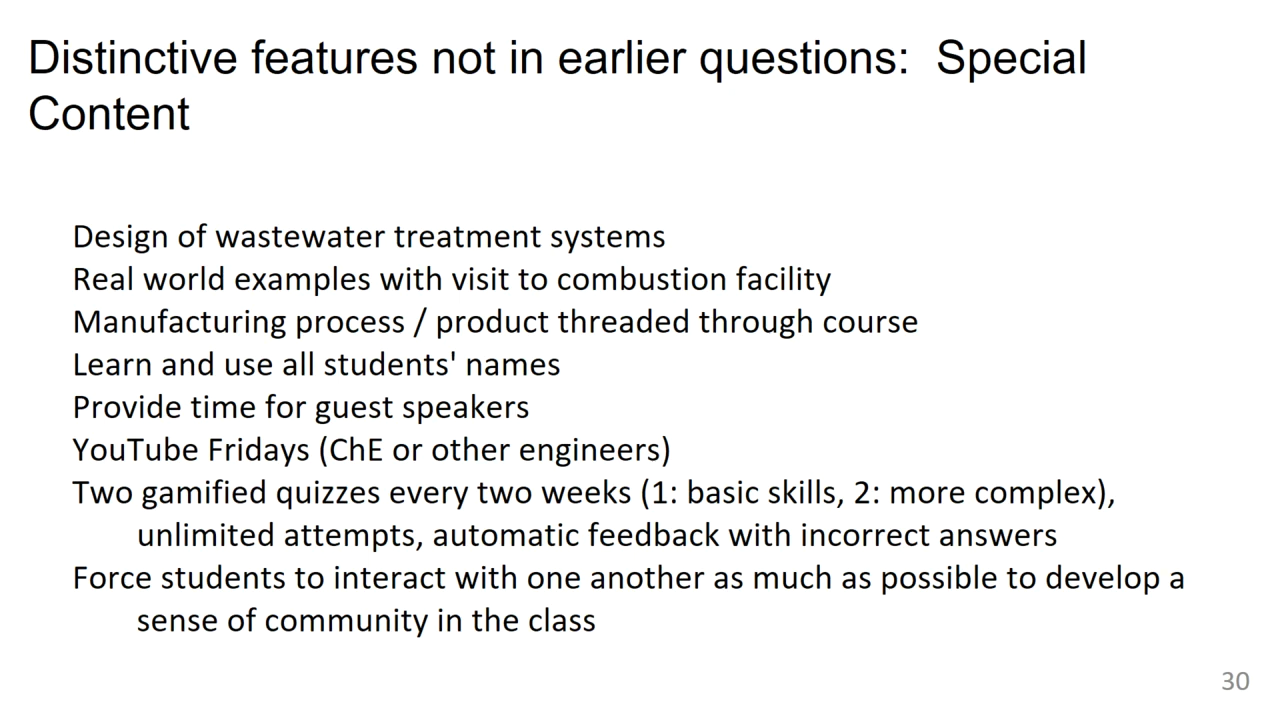 Distinctive features not in earlier questions:  Special
Content
Design of wastewater treatment systems
Real world examples with visit to combustion facility
Manufacturing process / product threaded through course
Learn and use all students' names
Provide time for guest speakers
YouTube Fridays (ChE or other engineers)
Two gamified quizzes every two weeks (1: basic skills, 2: more complex),
unlimited attempts, automatic feedback with incorrect answers
Force students to interact with one another as much as possible to develop a
sense of community in the class
30